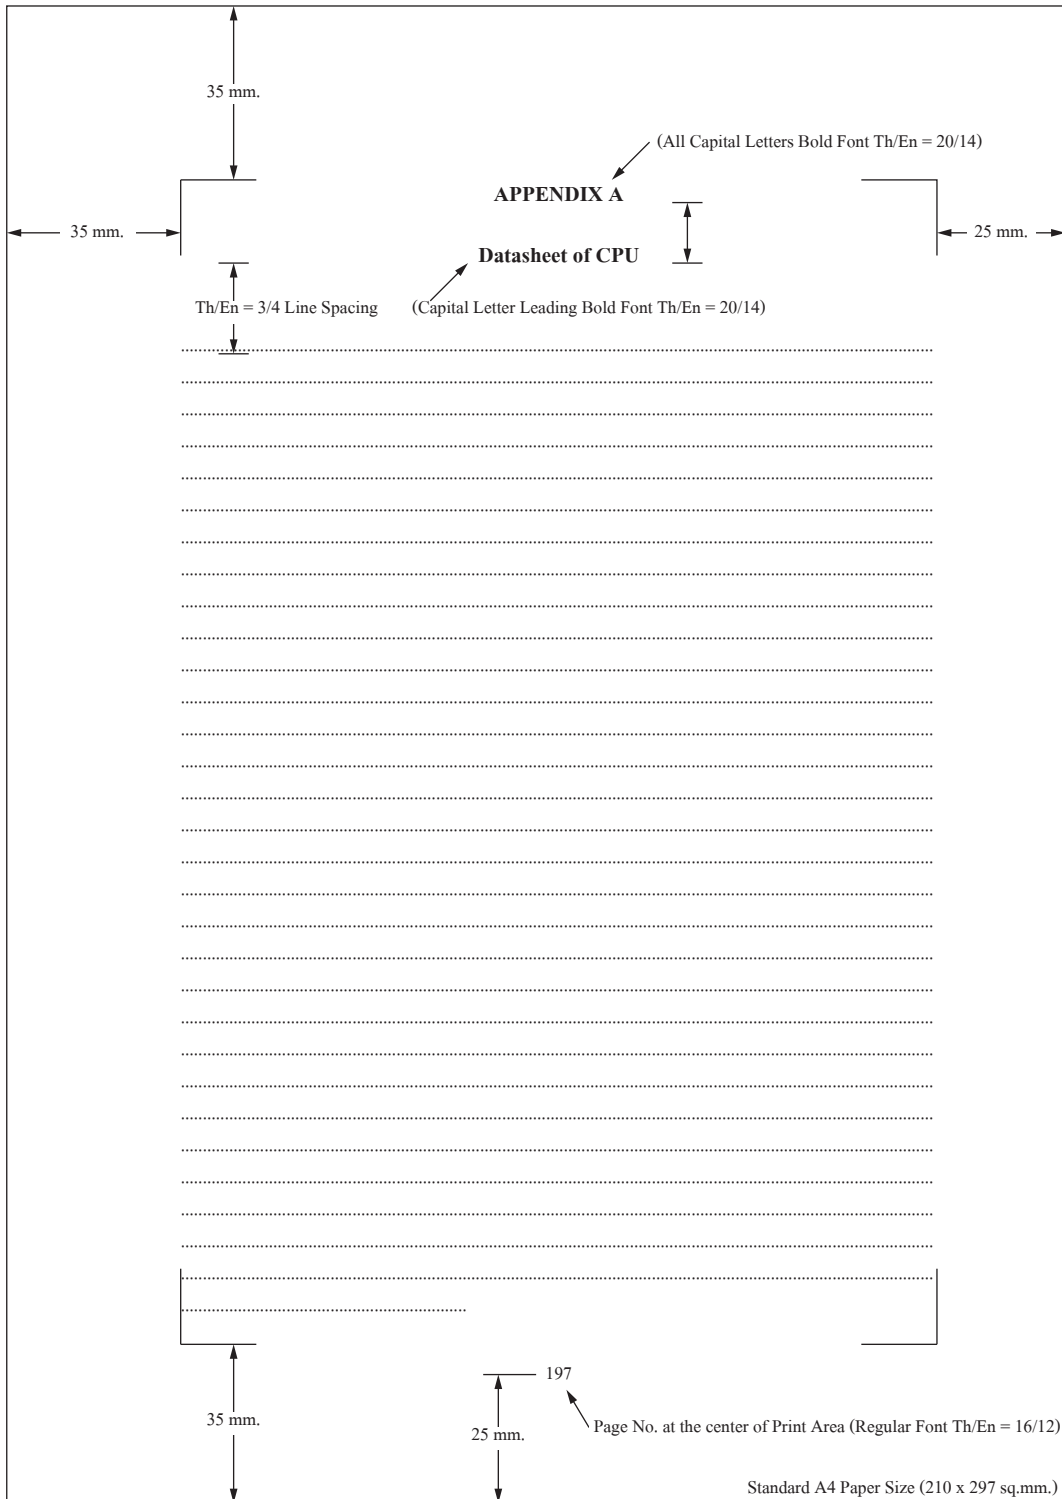 35 mm.
(All Capital Letters Bold Font Th/En = 20/14)
APPENDIX A
35 mm.
25 mm.
Datasheet of CPU
Th/En = 3/4 Line Spacing
(Capital Letter Leading Bold Font Th/En = 20/14)
197
35 mm.
25 mm.
Page No. at the center of Print Area (Regular Font Th/En = 16/12)
Standard A4 Paper Size (210 x 297 sq.mm.)